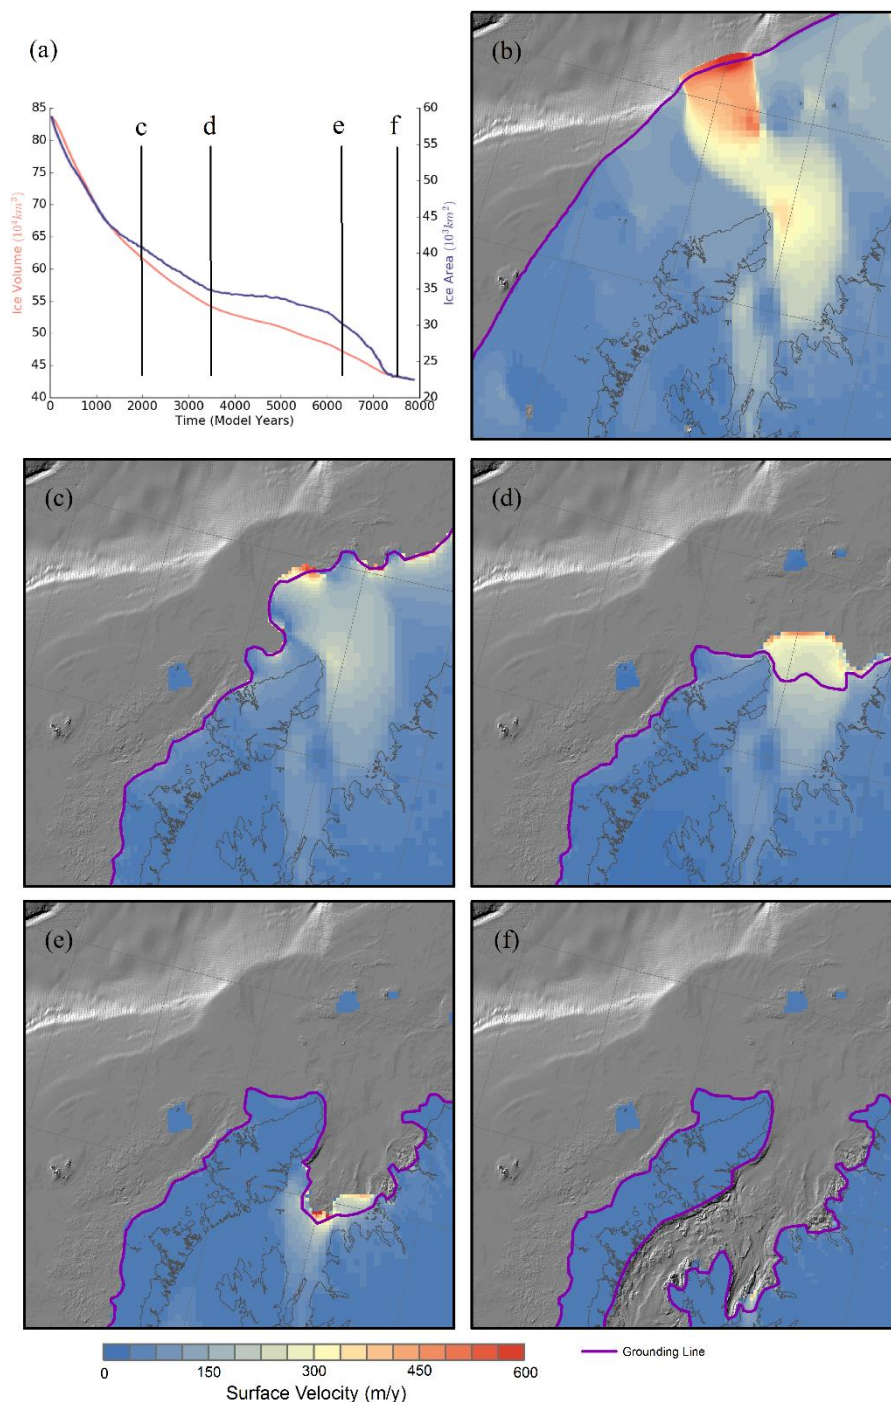 (a)
c
d
e
f
85
80
75
70
65
60
55
50
45
40
Ice Volume (10⁴km³)
60
55
50
45
40
35
30
25
20
Ice Area (10³km²)
0
1000
2000
3000
4000
5000
6000
7000
8000
Time (Model Years)
(b)
(c)
(d)
(e)
(f)
0
150
300
450
600
Surface Velocity (m/y)
Grounding Line